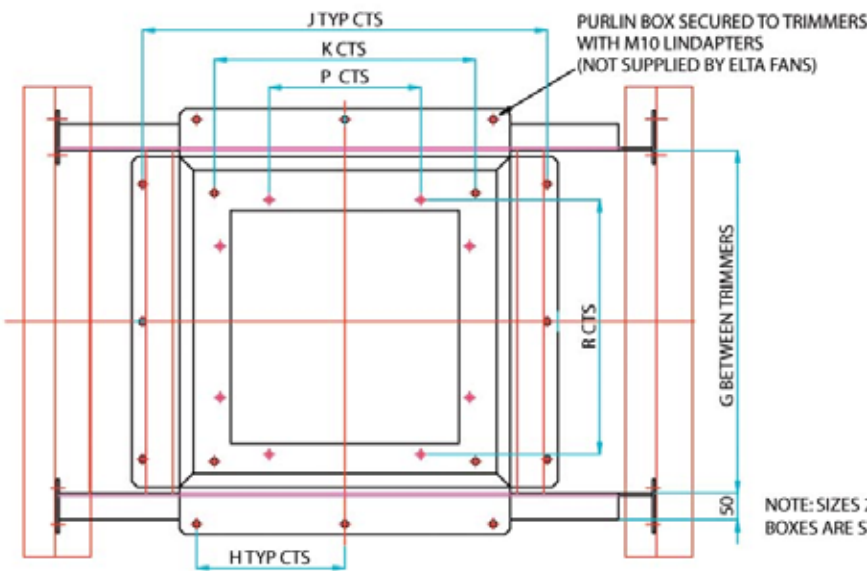 J TYP CTS
K CTS
P CTS
PURLIN BOX SECURED TO TRIMMERS
WITH M10 LINDAPTERS
(NOT SUPPLIED BY ELTA FANS)
R CTS
G BETWEEN TRIMMERS
50
H TYP CTS
NOTE: SIZES
BOXES ARE